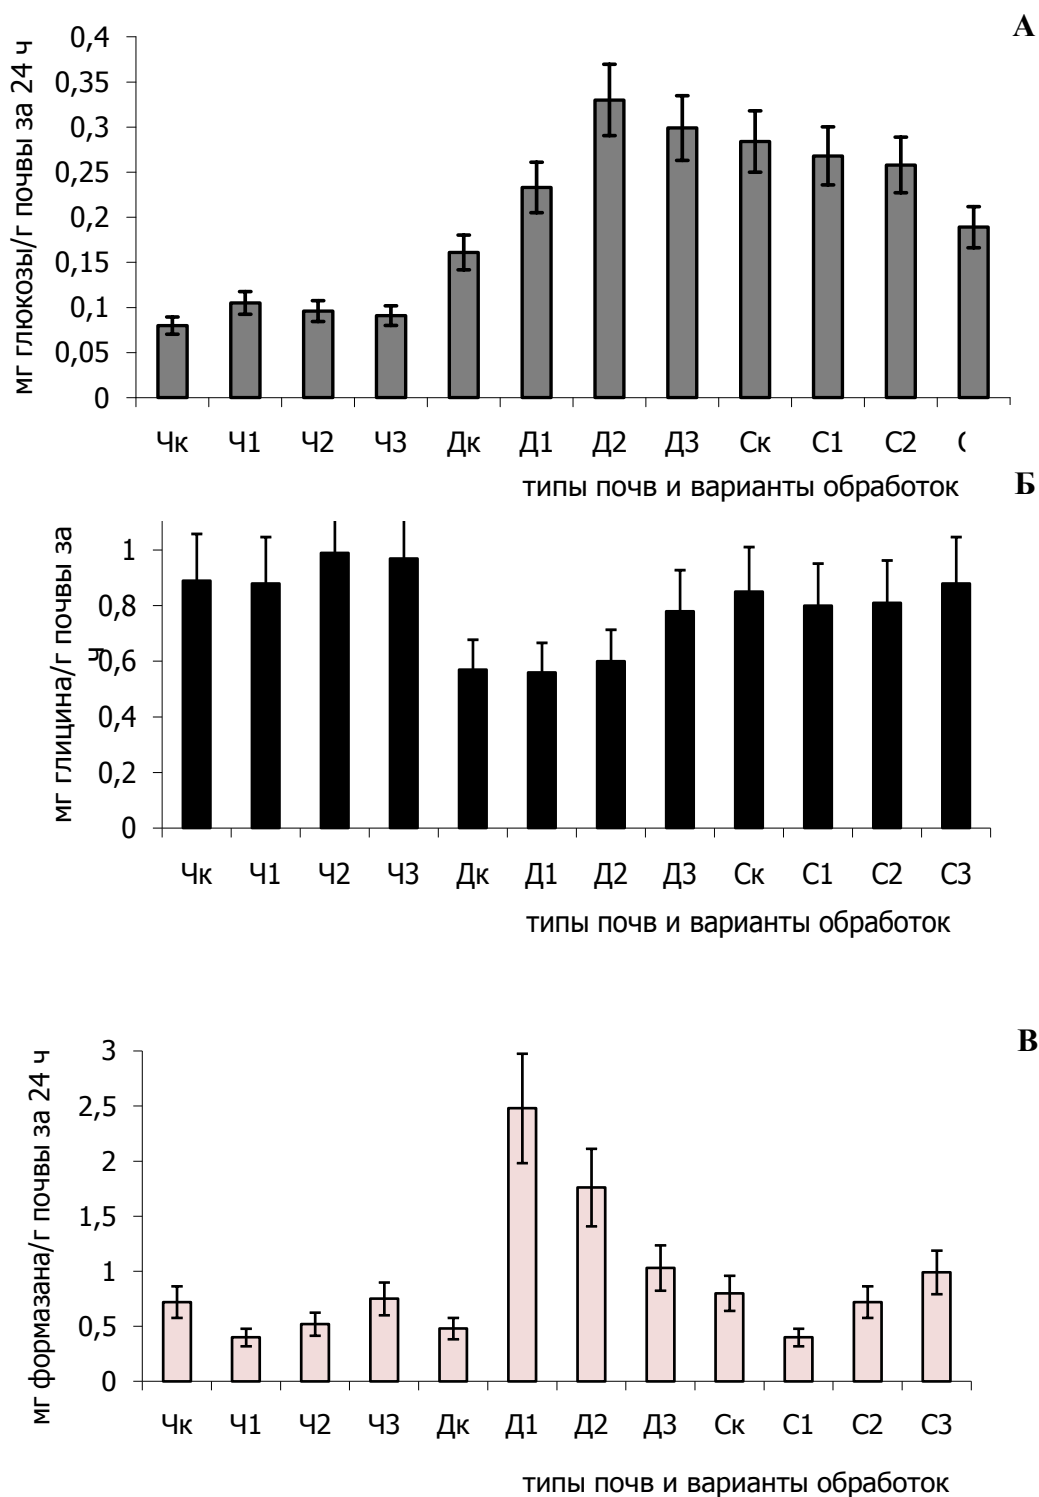 А
мг глюкозы/г почвы за 24 ч
0,4
0,35
0,3
0,25
0,2
0,15
0,1
0,05
0
Чк Ч1 Ч2 Ч3 Дк Д1 Д2 Д3 Ск С1 С2
типы почв и варианты обработок
Б
мг глицина/г почвы за
ч
1
0,8
0,6
0,4
0,2
0
Чк Ч1 Ч2 Ч3 Дк Д1 Д2 Д3 Ск С1 С2 С3
типы почв и варианты обработок
В
мг формазана/г почвы за 24 ч
3
2,5
2
1,5
1
0,5
0
Чк Ч1 Ч2 Ч3 Дк Д1 Д2 Д3 Ск С1 С2 С3
типы почв и варианты обработок